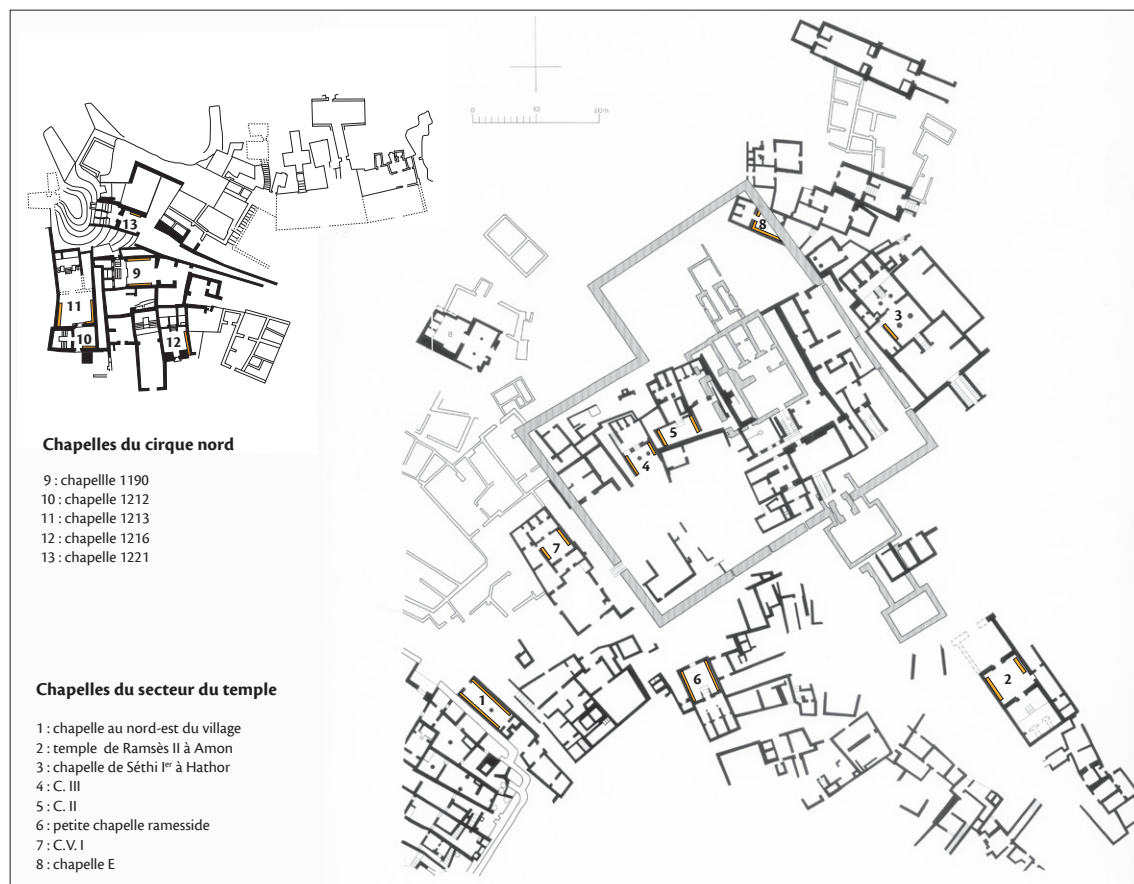 0 10 20m
8
3
13
9
11
10
12
8
5
4
7
1
6
2
Chapelles du cirque nord
9 : chapellle 1190
10 : chapelle 1212
11 : chapelle 1213
12 : chapelle 1216
13 : chapelle 1221
Chapelles du secteur du temple
1 : chapelle au nord-est du village
2 : temple de Ramsès II à Amon
3 : chapelle de Séthi Ier à Hathor
4 : C. III
5 : C. II
6 : petite chapelle ramesside
7 : C.V. I
8 : chapelle E